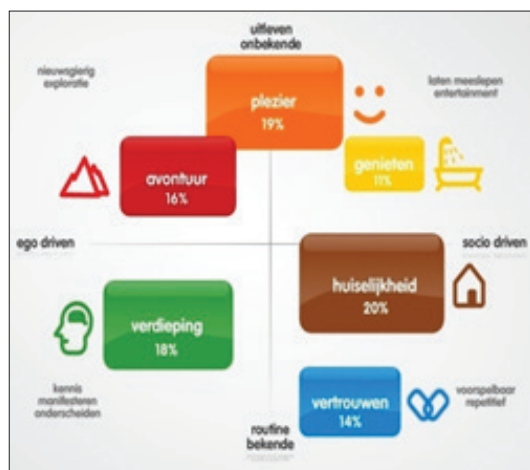 uitleven
onbekende
nieuwsgierig
exploratie
laten meeslepen
entertainment
plezier
19%
avontuur
16%
genieten
11%
ego driven
socio driven
huiselijkheid
20%
verdieping
18%
kennis
manifesteren
onderscheiden
vertrouwen
14%
voorspelbaar
repetitief
routine
bekende